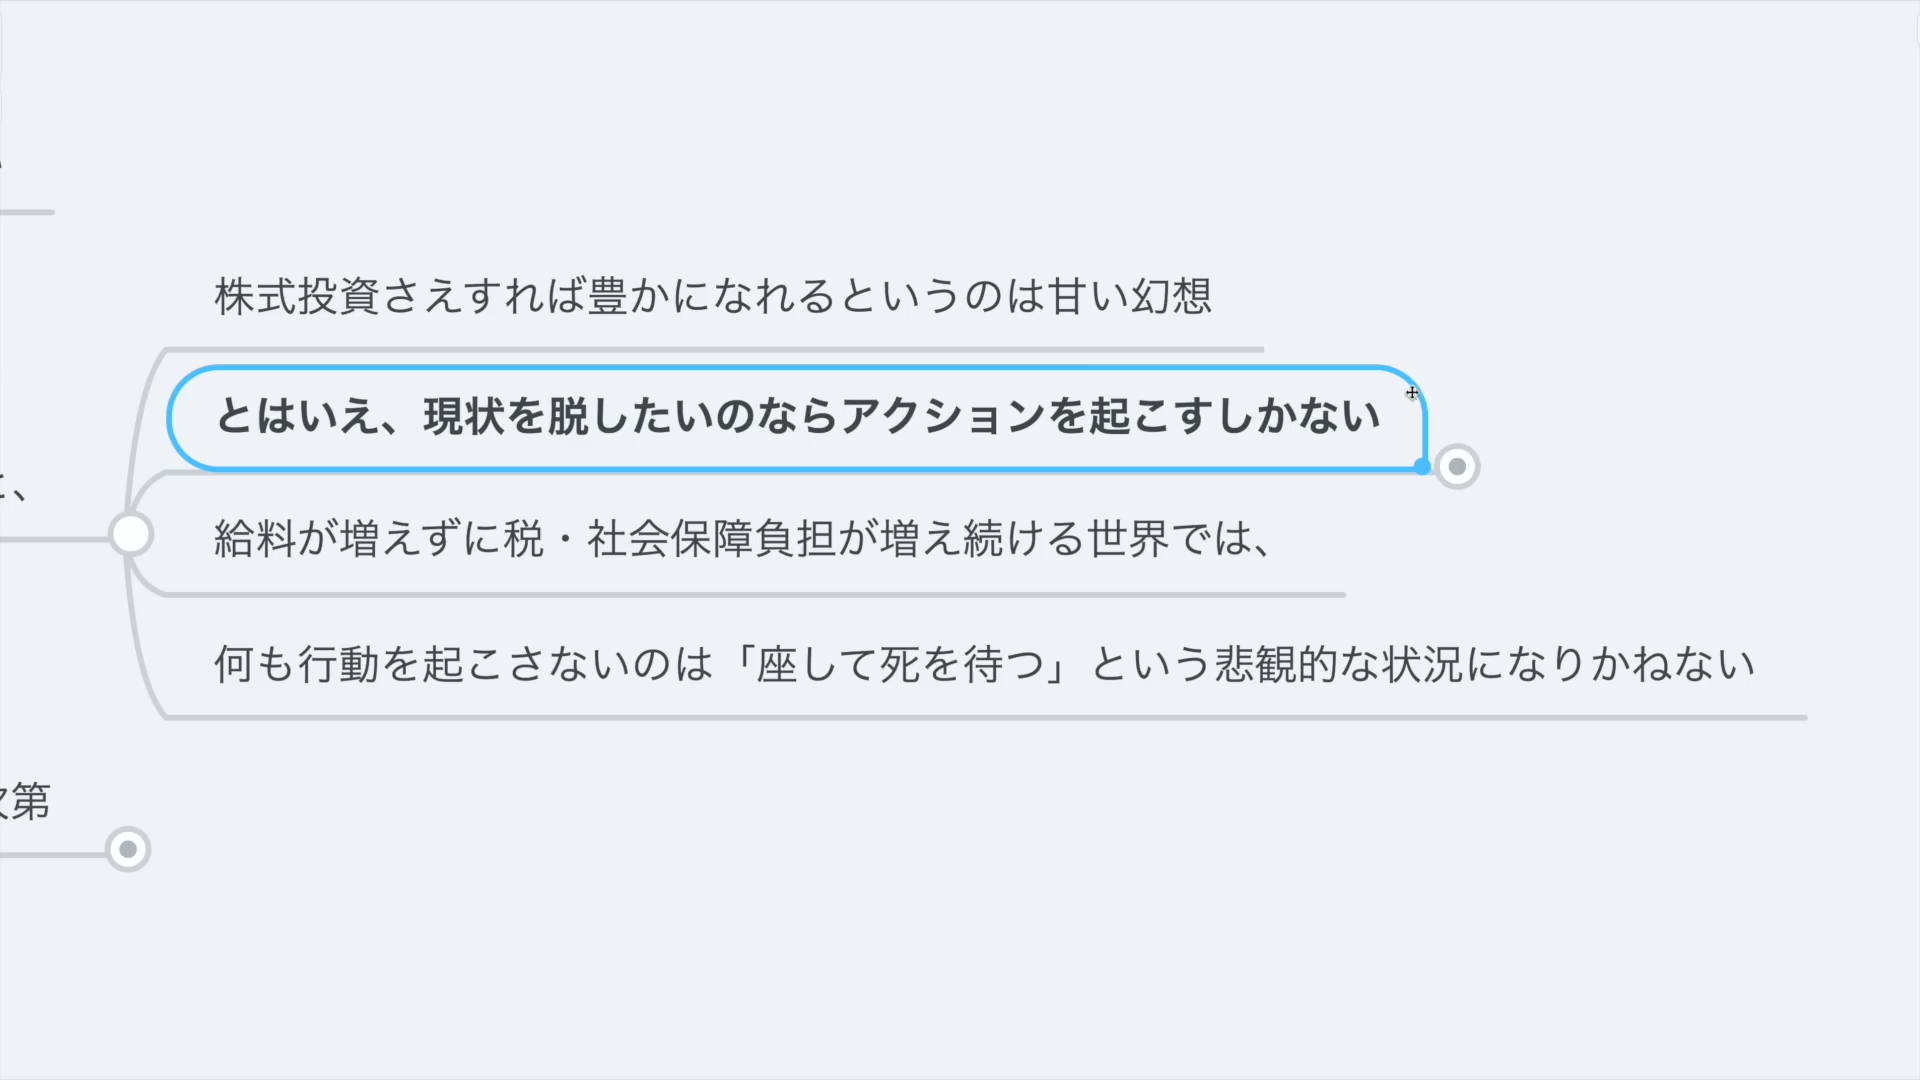 株式投資さえすれば豊かになれるというのは甘い幻想
とはいえ、現状を脱したいのならアクションを起こすしかない
給料が増えずに税・社会保障負担が増え続ける世界では、
何も行動を起こさないのは「座して死を待つ」という悲観的な状況になりかねない
第